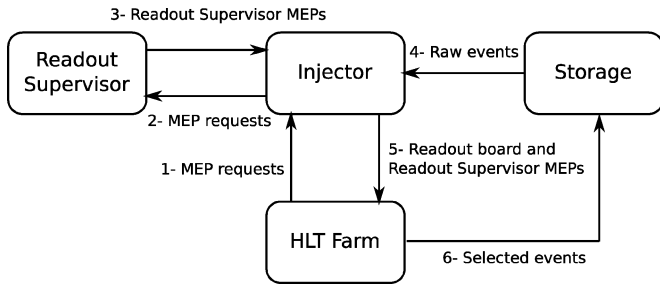 3- Readout Supervisor MEPs
Readout
Supervisor
Injector
4- Raw events
Storage
2- MEP requests
1- MEP requests
5- Readout board and
Readout Supervisor MEPs
HLT Farm
6- Selected events